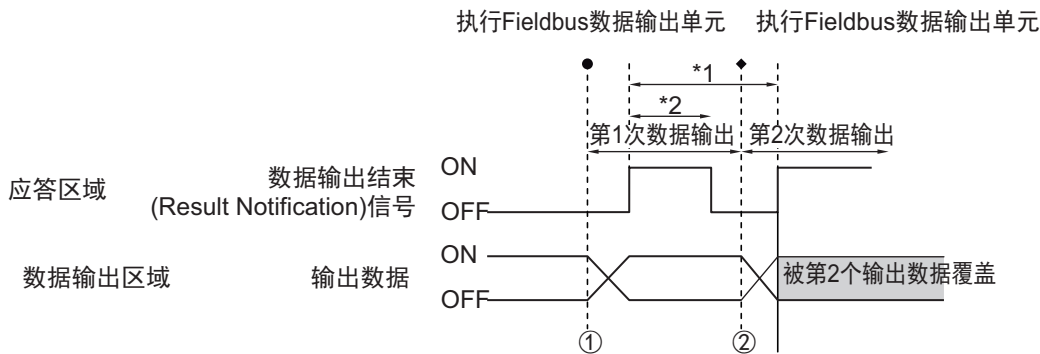 执行Fieldbus数据输出单元 执行Fieldbus数据输出单元
*1
*2
第1次数据输出 第2次数据输出
应答区域 数据输出结束 ON
(Result Notification)信号 OFF
数据输出区域 输出数据 ON
OFF
被第2个输出数据覆盖
① ②